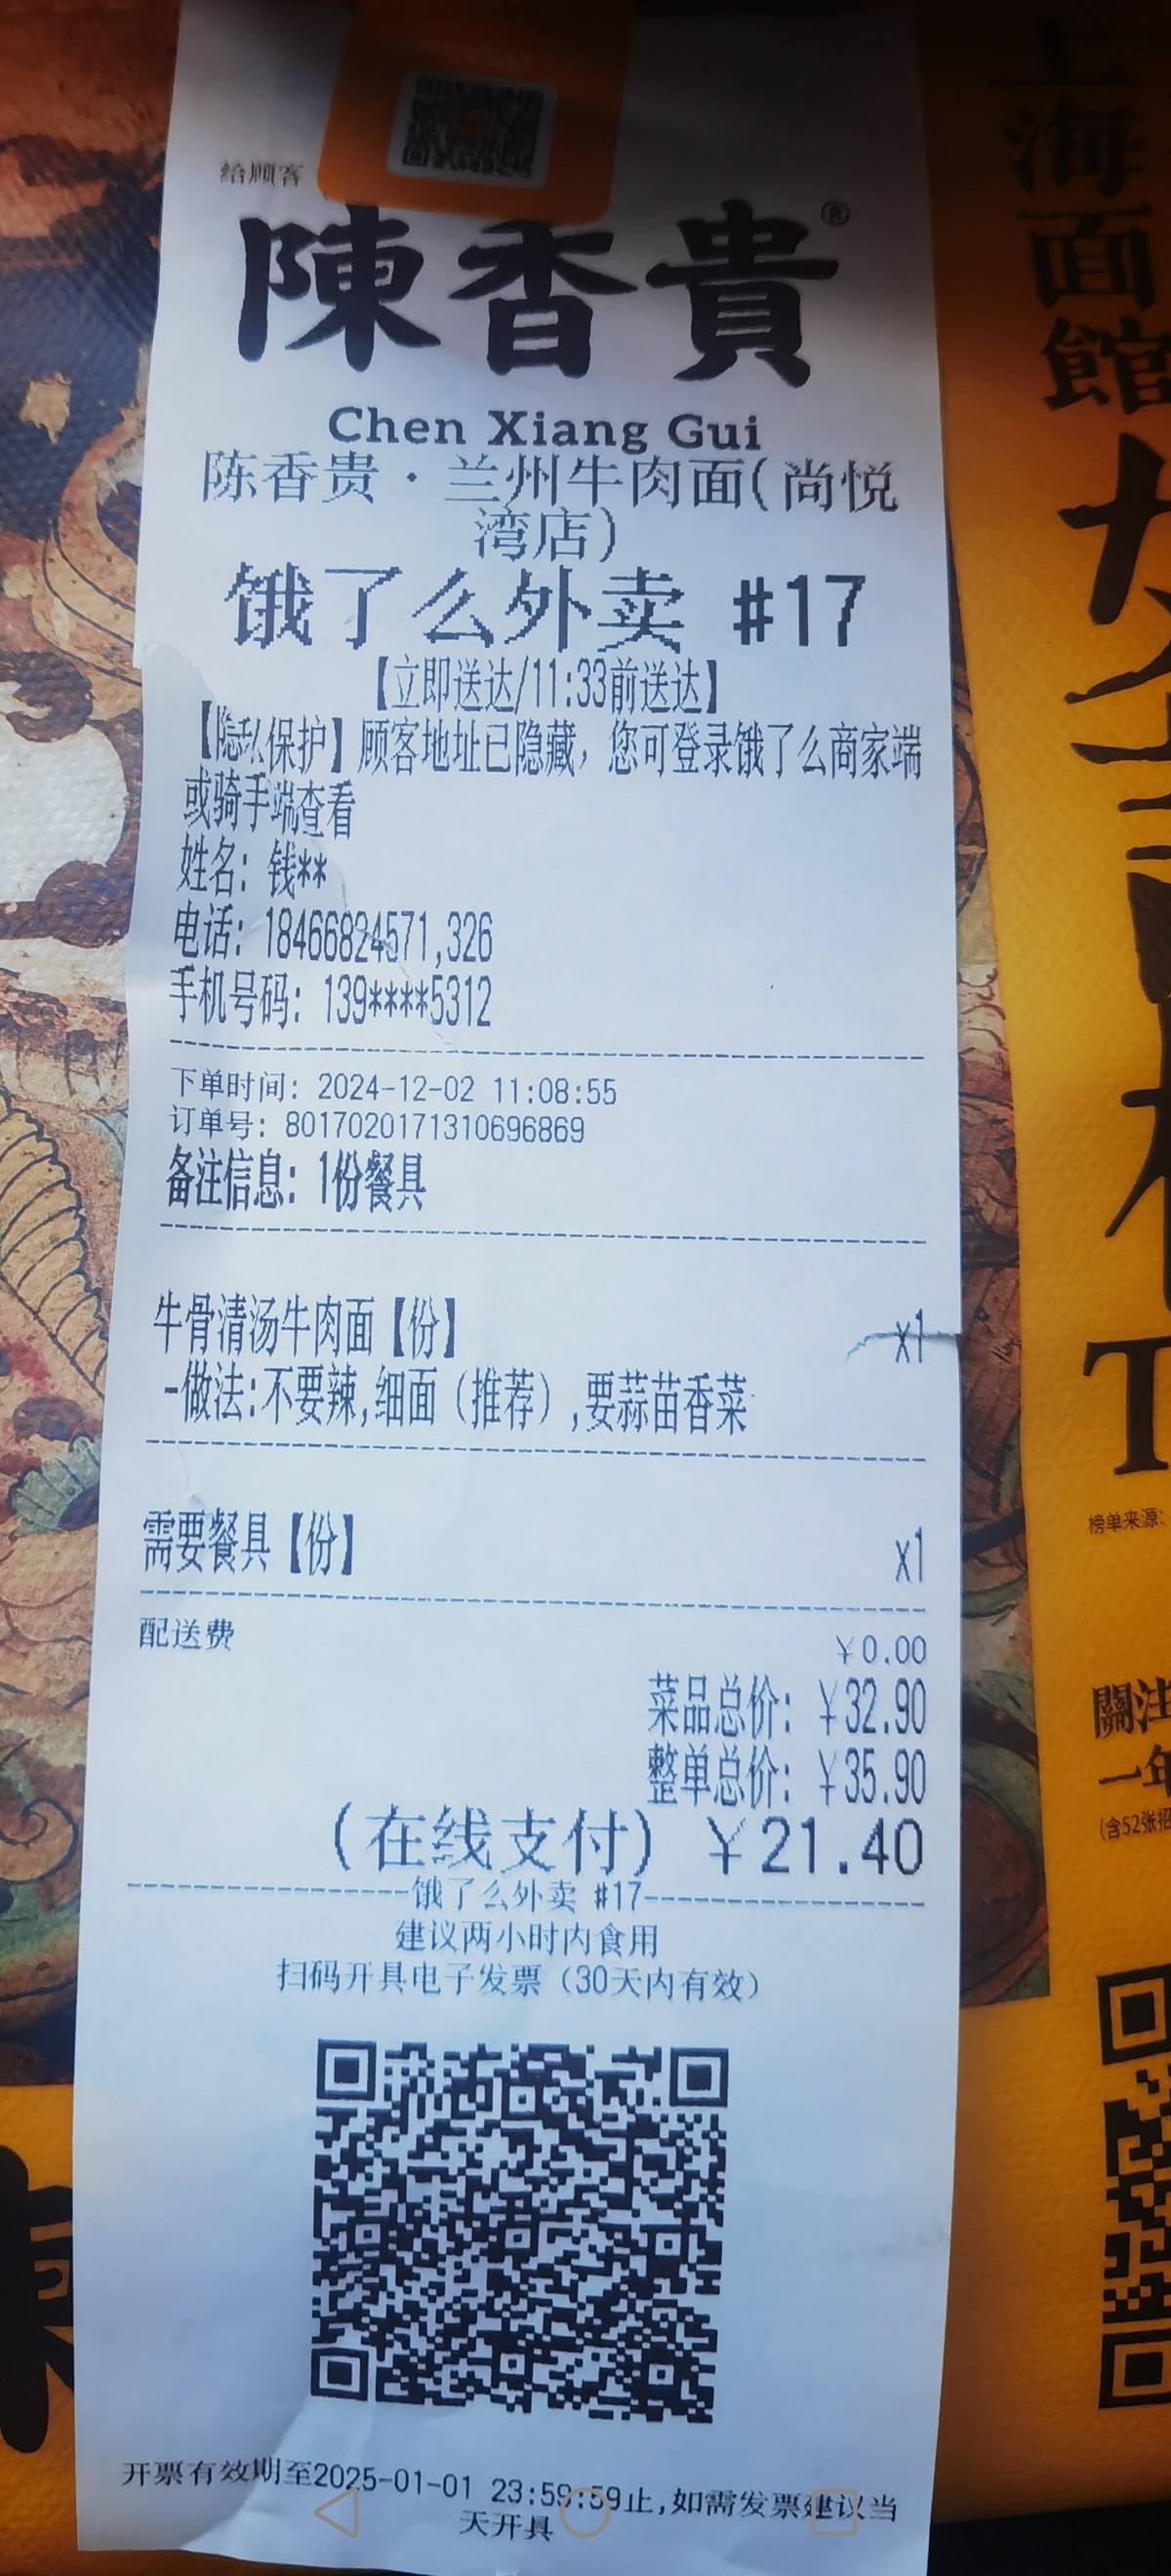 给顾客
陳香貴®
Chen Xiang Gui
陈香贵·兰州牛肉面(尚悦
湾店)
饿了么外卖 #17
【立即送达/11:33前送达】
【隐私保护】顾客地址已隐藏，您可登录饿了么商家端
或骑手端查看
姓名: 钱**
电话: 18466824571,326
手机号码: 139****5312
下单时间: 2024-12-02 11:08:55
订单号: 8017020171310696869
备注信息: 1份餐具
牛骨清汤牛肉面【份】 x1
-做法:不要辣,细面（推荐）,要蒜苗香菜
需要餐具【份】 x1
配送费 ￥0.00
菜品总价: ￥32.90
整单总价: ￥35.90
(在线支付) ￥21.40
饿了么外卖 #17
建议两小时内食用
扫码开具电子发票（30天内有效）
开票有效期至2025-01-01 23:59:59止,如需发票建议当
天开具
上海面館
T
榜单来源:
關注
一年
(含52张招